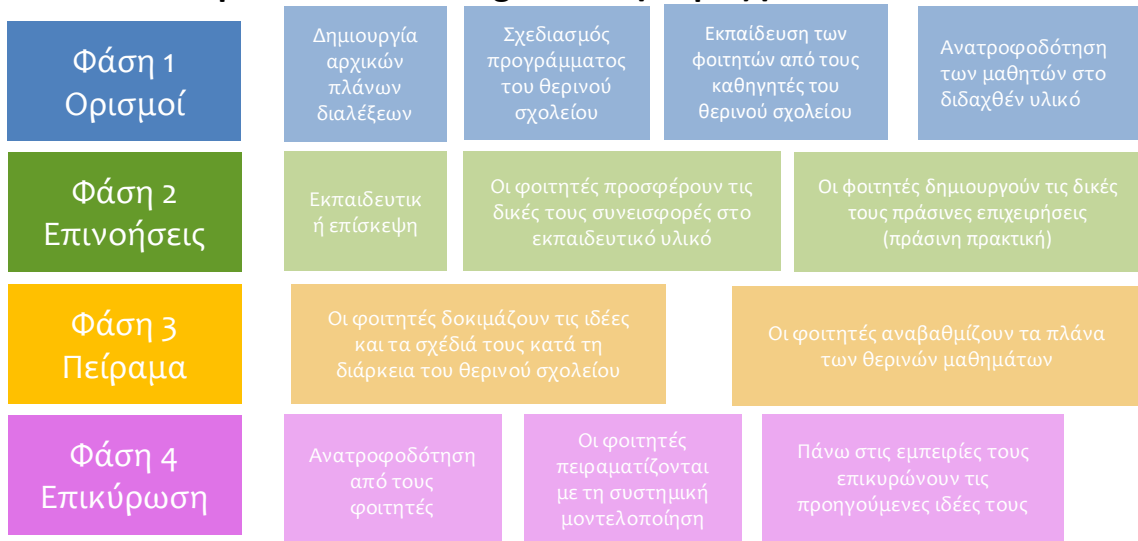 Φάση 1
Ορισμοί
Δημιουργία
αρχικών
πλάνων
διαλέξεων
Σχεδιασμός
προγράμματος
του θερινού
σχολείου
Εκπαίδευση των
φοιτητών από τους
καθηγητές του
θερινού σχολείου
Ανατροφοδότηση
των μαθητών στο
διδαχθέν υλικό
Φάση 2
Επινοήσεις
Εκπαιδευτικ
ή επίσκεψη
Οι φοιτητές προσφέρουν τις
δικές τους συνεισφορές στο
εκπαιδευτικό υλικό
Οι φοιτητές δημιουργούν τις δικές
τους πράσινες επιχειρήσεις
(πράσινη πρακτική)
Φάση 3
Πείραμα
Οι φοιτητές δοκιμάζουν τις ιδέες
και τα σχέδιά τους κατά τη
διάρκεια του θερινού σχολείου
Οι φοιτητές αναβαθμίζουν τα πλάνα
των θερινών μαθημάτων
Φάση 4
Επικύρωση
Ανατροφοδότηση
από τους
φοιτητές
Οι φοιτητές
πειραματίζονται
με τη συστημική
μοντελοποίηση
Πάνω στις εμπειρίες τους
επικυρώνουν τις
προηγούμενες ιδέες τους